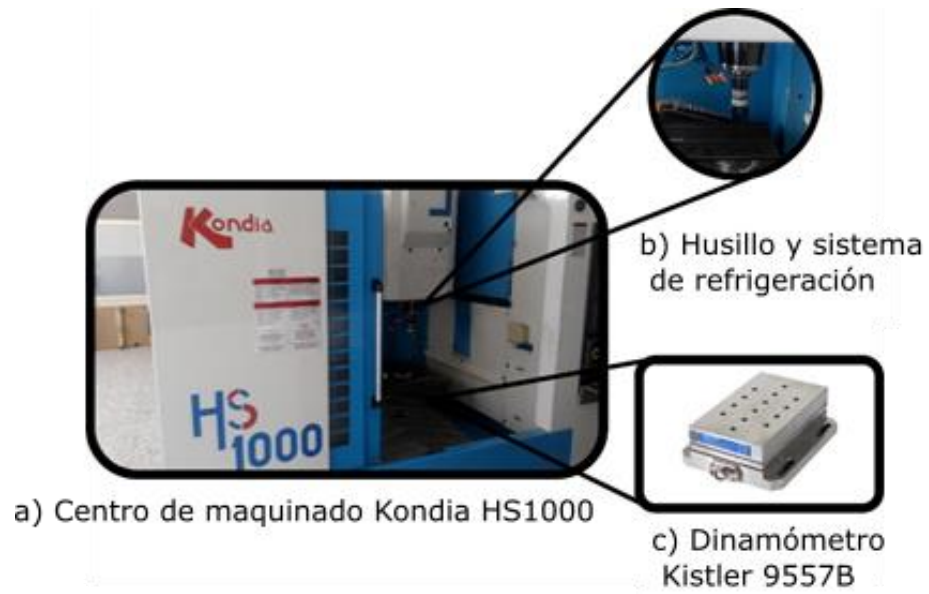 Kondia
HS
1000
a) Centro de maquinado Kondia HS1000
b) Husillo y sistema
de refrigeración
c) Dinamómetro
Kistler 9557B